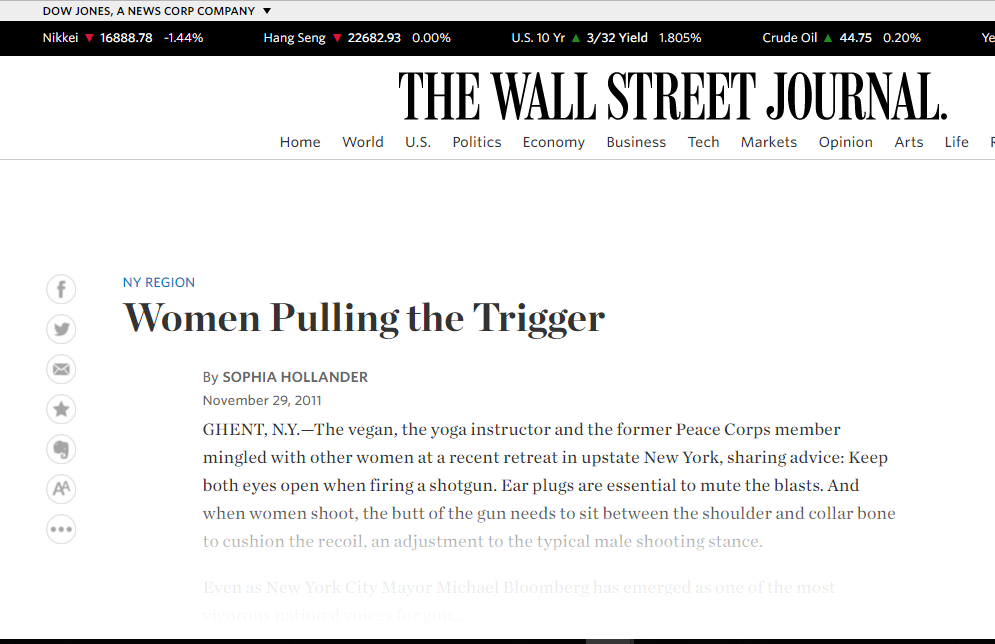 DOW JONES, A NEWS CORP COMPANY ▼
Nikkei ▼ 16888.78 -1.44% Hang Seng ▼ 22682.93 0.00% U.S. 10 Yr ▲ 3/32 Yield 1.805% Crude Oil ▲ 44.75 0.20% Ye
THE WALL STREET JOURNAL.
Home World U.S. Politics Economy Business Tech Markets Opinion Arts Life
NY REGION
Women Pulling the Trigger
By SOPHIA HOLLANDER
November 29, 2011
GHENT, N.Y.—The vegan, the yoga instructor and the former Peace Corps member
mingled with other women at a recent retreat in upstate New York, sharing advice: Keep
both eyes open when firing a shotgun. Ear plugs are essential to mute the blasts. And
when women shoot, the butt of the gun needs to sit between the shoulder and collar bone
to cushion the recoil, an adjustment to the typical male shooting stance.
Even as New York City Mayor Michael Bloomberg has emerged as one of the most
vigorous national voices for gun...